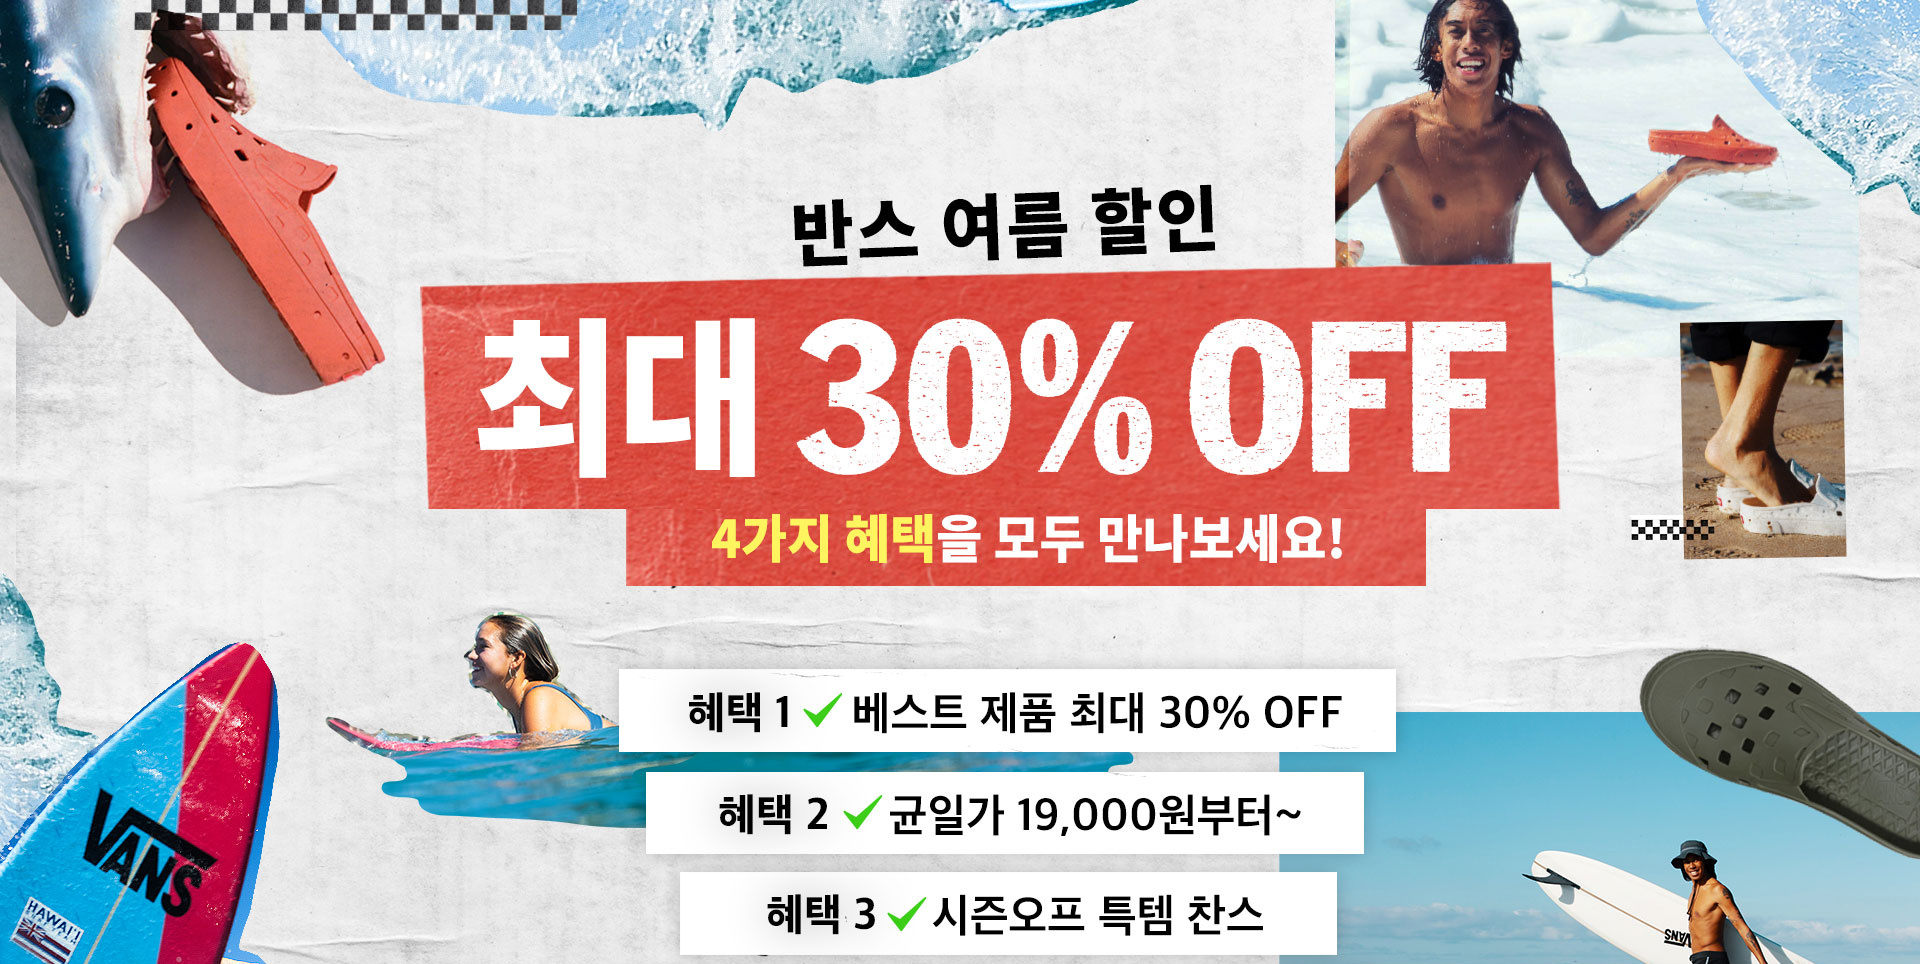 반스 여름 할인
최대 30% OFF
4가지 혜택을 모두 만나보세요!
혜택 1 베스트 제품 최대 30% OFF
혜택 2 균일가 19,000원부터~
혜택 3 시즌오프 특템 찬스
VANS
HAWAI'I
VANS